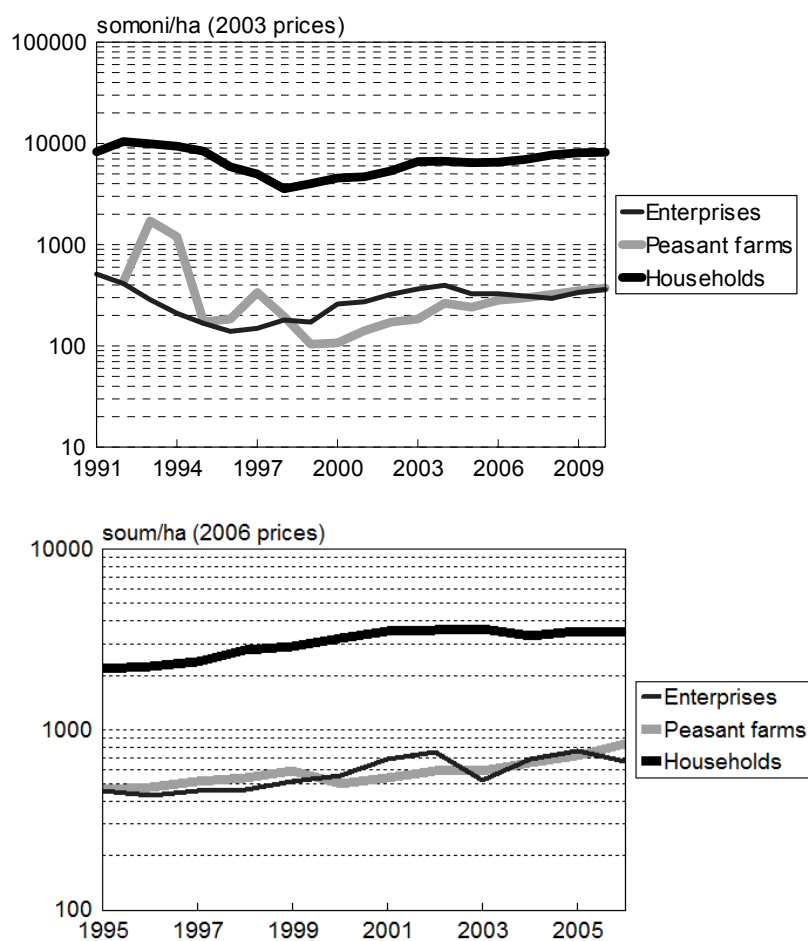 somoni/ha (2003 prices)
100000
10000
1000
100
10
1991 1994 1997 2000 2003 2006 2009
Enterprises
Peasant farms
Households
soum/ha (2006 prices)
10000
1000
100
1995 1997 1999 2001 2003 2005
Enterprises
Peasant farms
Households